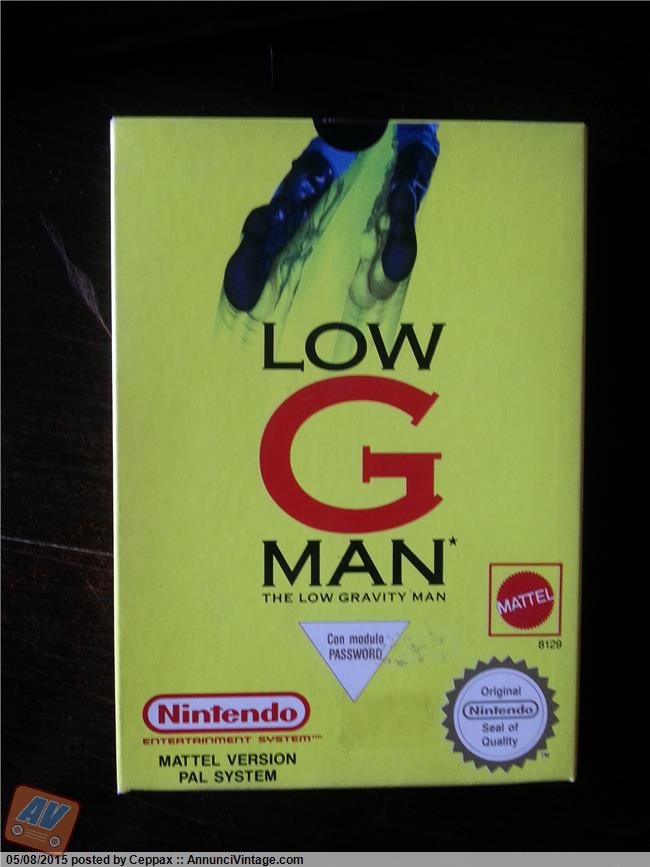 LOW
G
MAN*
THE LOW GRAVITY MAN
MATTEL
8129
Con modulo
PASSWORD
Nintendo
ENTERTAINMENT SYSTEM™
MATTEL VERSION
PAL SYSTEM
Original
Nintendo
Seal of
Quality
TM
AV
05/08/2015 posted by Ceppax :: AnnunciVintage.com